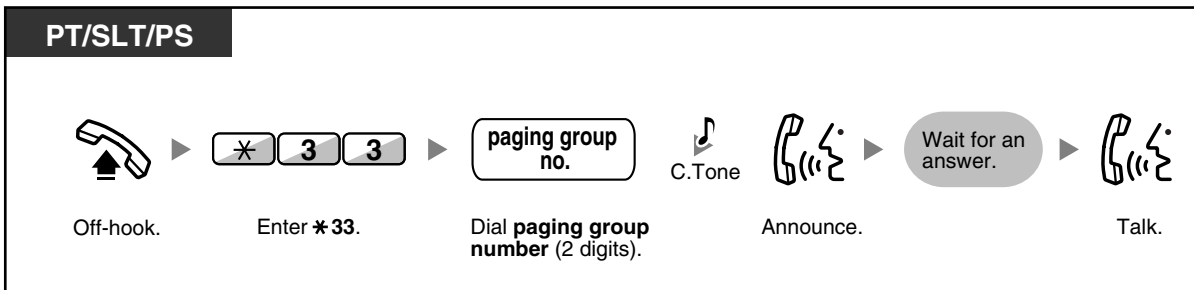 PT/SLT/PS
✳ 3 3
paging group
no.
C.Tone
Wait for an
answer.
Off-hook.
Enter ✳33.
Dial paging group
number (2 digits).
Announce.
Talk.